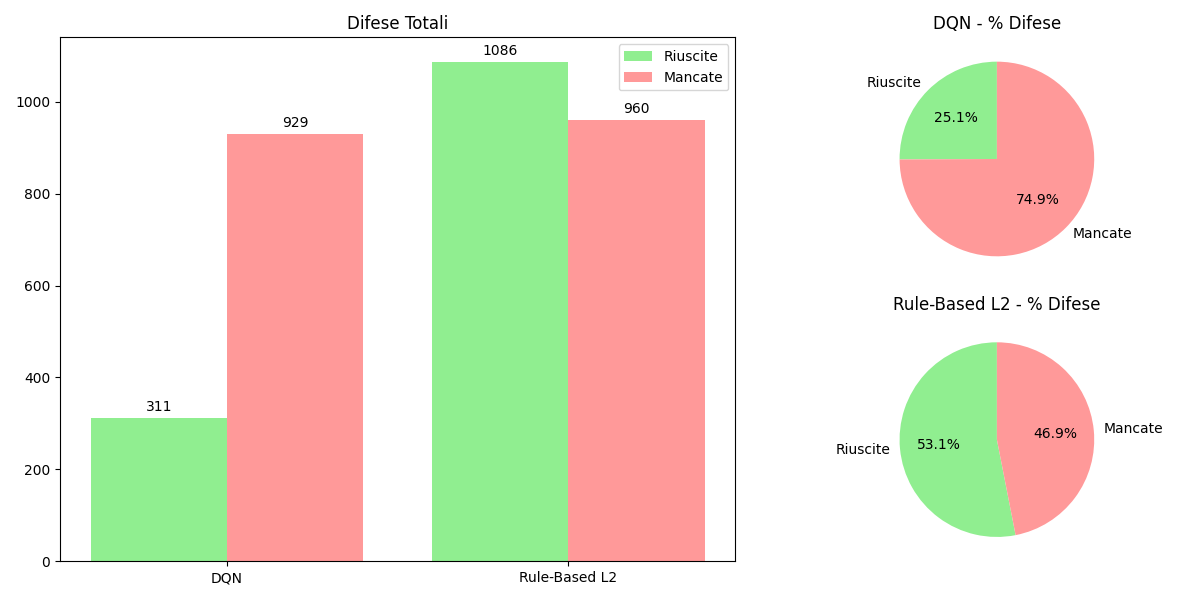 Difese Totali
1086
Riuscite
Mancate
1000
960
929
800
600
400
311
200
0
DQN
Rule-Based L2
DQN - % Difese
Riuscite
25.1%
74.9%
Mancate
Rule-Based L2 - % Difese
Riuscite
53.1%
46.9%
Mancate